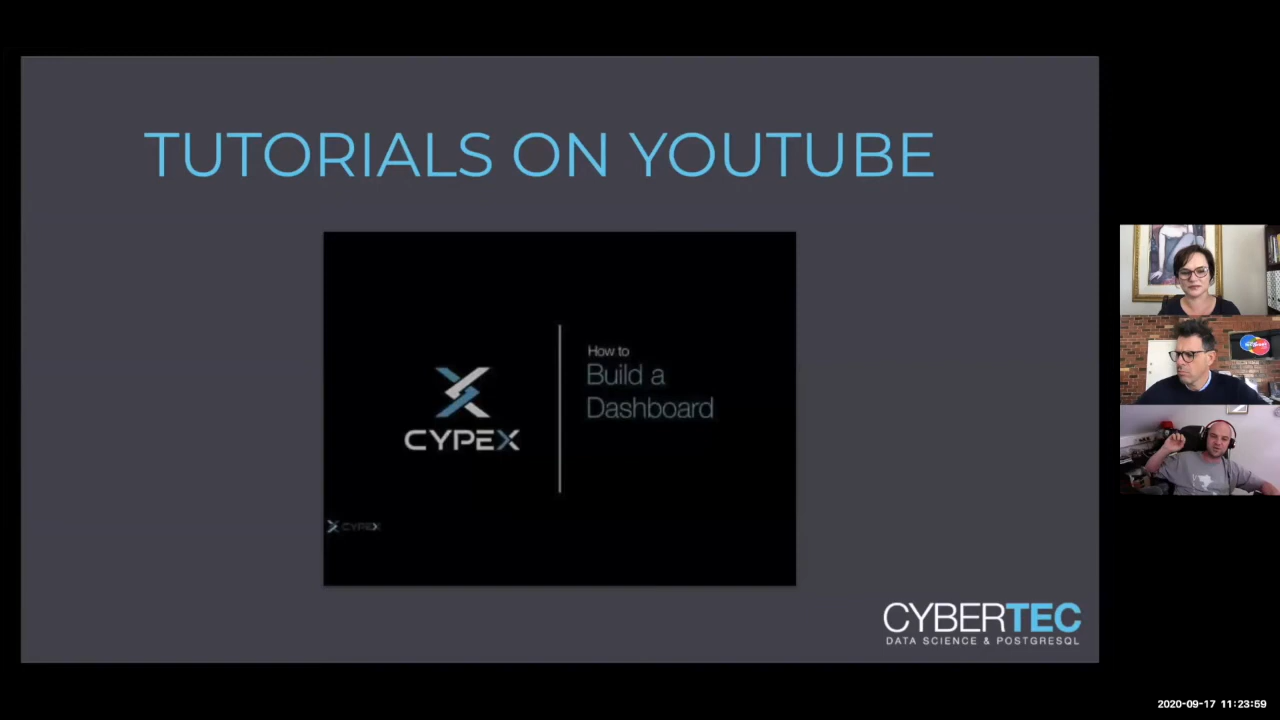 TUTORIALS ON YOUTUBE
How to
Build a
Dashboard
CYPEX
CYPEX
CYBERTEC
DATA SCIENCE & POSTGRESQL
2020-09-17 11:23:59